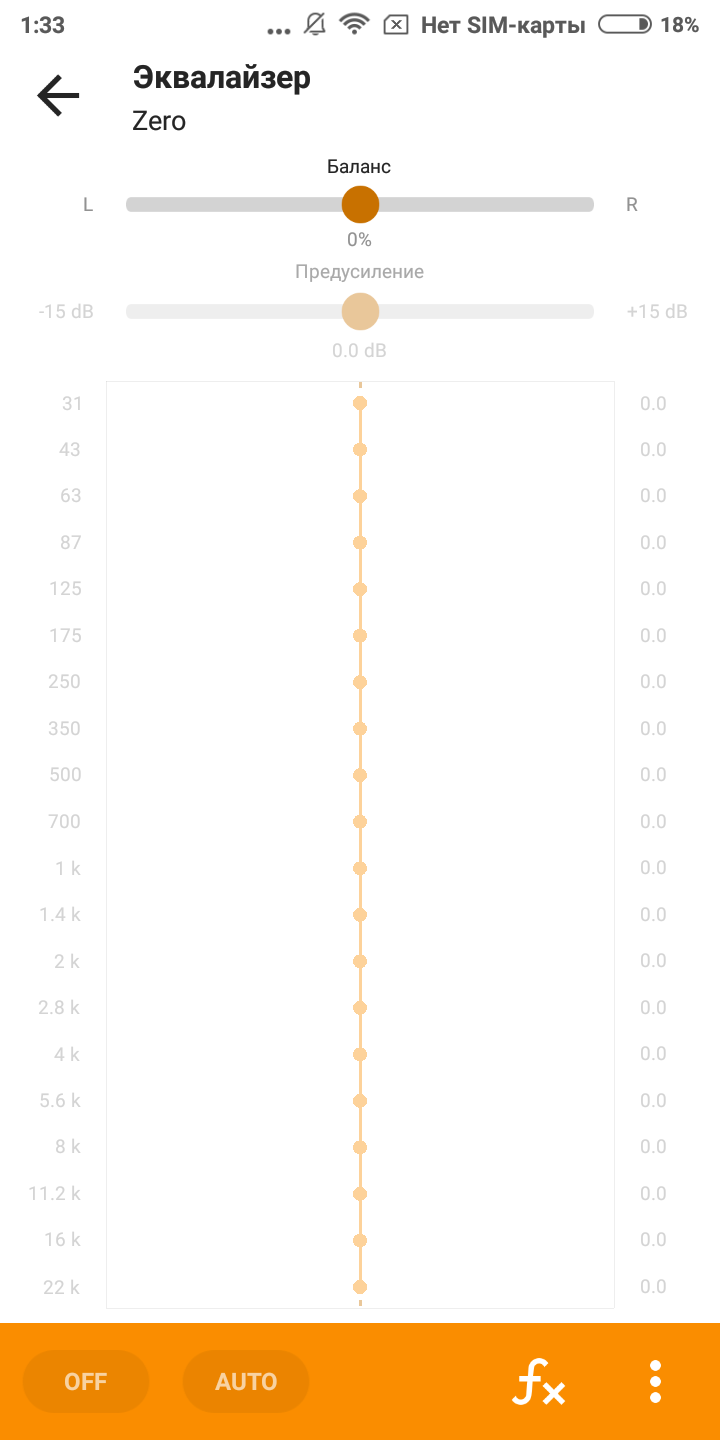 1:33 ... Нет SIM-карты 18%
Эквалайзер
Zero
Баланс
L R
0%
Предусиление
-15 dB +15 dB
0.0 dB
31 0.0
43 0.0
63 0.0
87 0.0
125 0.0
175 0.0
250 0.0
350 0.0
500 0.0
700 0.0
1 k 0.0
1.4 k 0.0
2 k 0.0
2.8 k 0.0
4 k 0.0
5.6 k 0.0
8 k 0.0
11.2 k 0.0
16 k 0.0
22 k 0.0
OFF AUTO fx